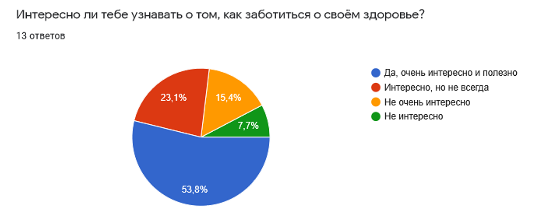 Интересно ли тебе узнавать о том, как заботиться о своём здоровье?
13 ответов
Да, очень интересно и полезно
Интересно, но не всегда
Не очень интересно
Не интересно
23,1%
15,4%
7,7%
53,8%